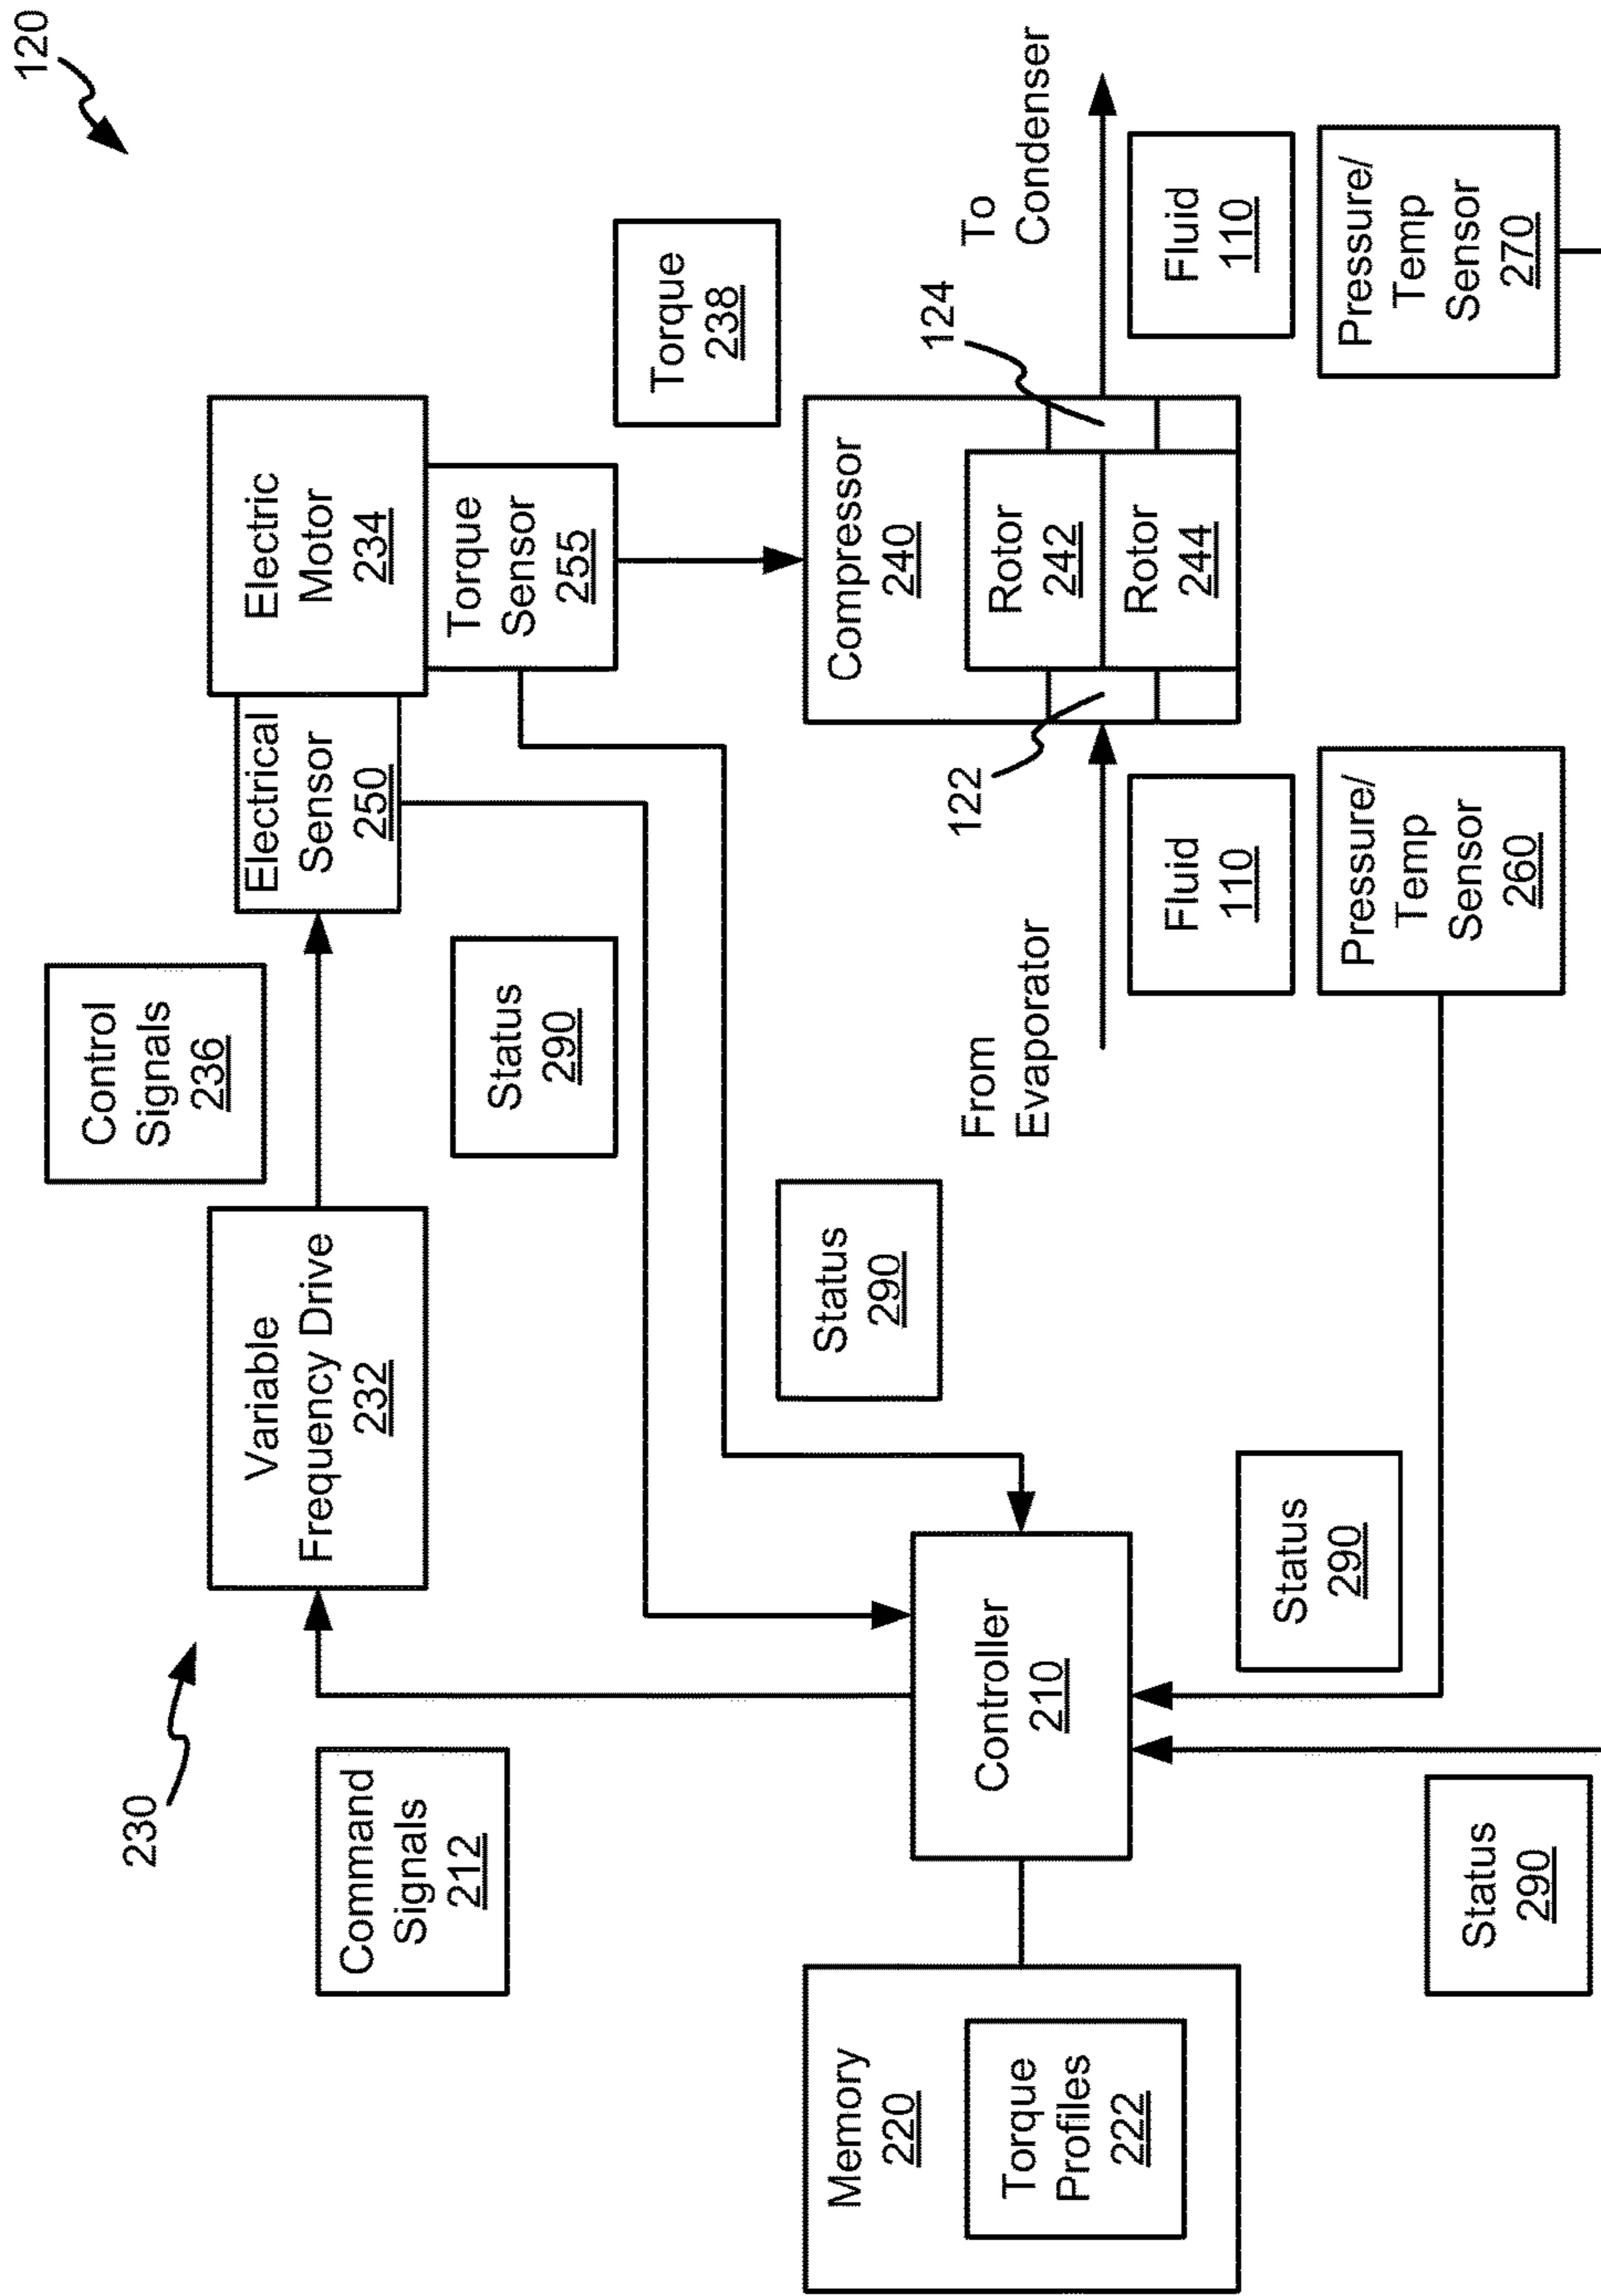 120
230
Control
Signals
236
Command
Signals
212
Variable
Frequency Drive
232
Electrical
Sensor
250
Electric
Motor
234
Status
290
Torque
Sensor
255
Torque
238
Status
290
Memory
220
Torque
Profiles
222
Controller
210
Compressor
240
Rotor
242
Rotor
244
122
124
From
Evaporator
To
Condenser
Fluid
110
Fluid
110
Status
290
Pressure/
Temp
Sensor
260
Pressure/
Temp
Sensor
270
Status
290